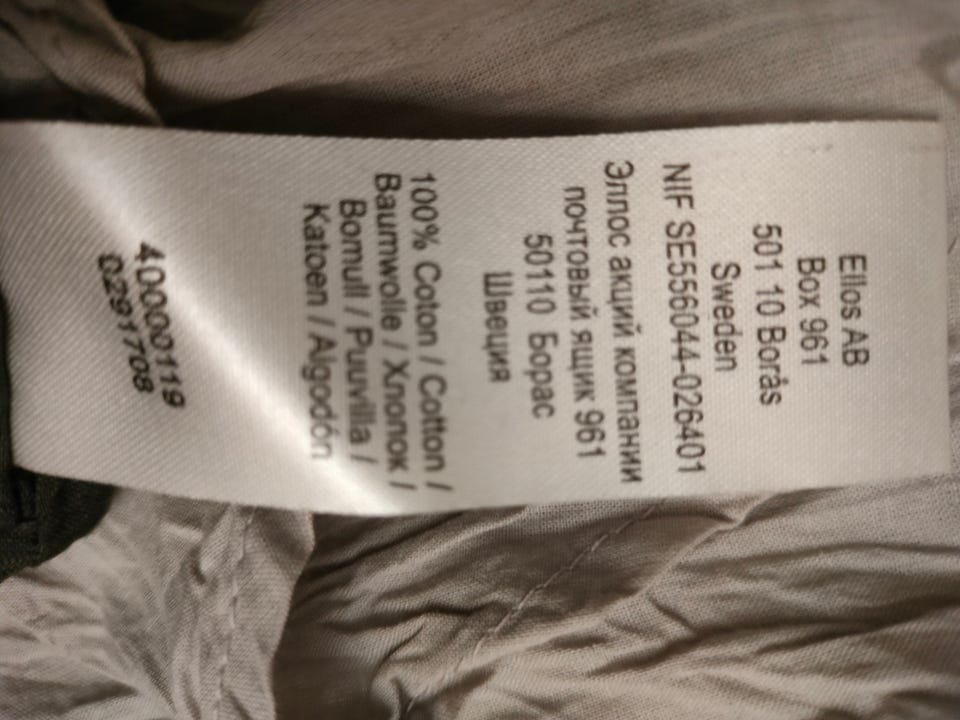 Ellos AB
Box 961
501 10 Borås
Sweden
NIF SE556044-026401
Эллос акций компании
почтовый ящик 961
50110 Борас
Швеция
100% Coton / Cotton /
Baumwolle / Хлопок /
Bomull / Puuvilla /
Katoen / Algodón
400000119
0291708